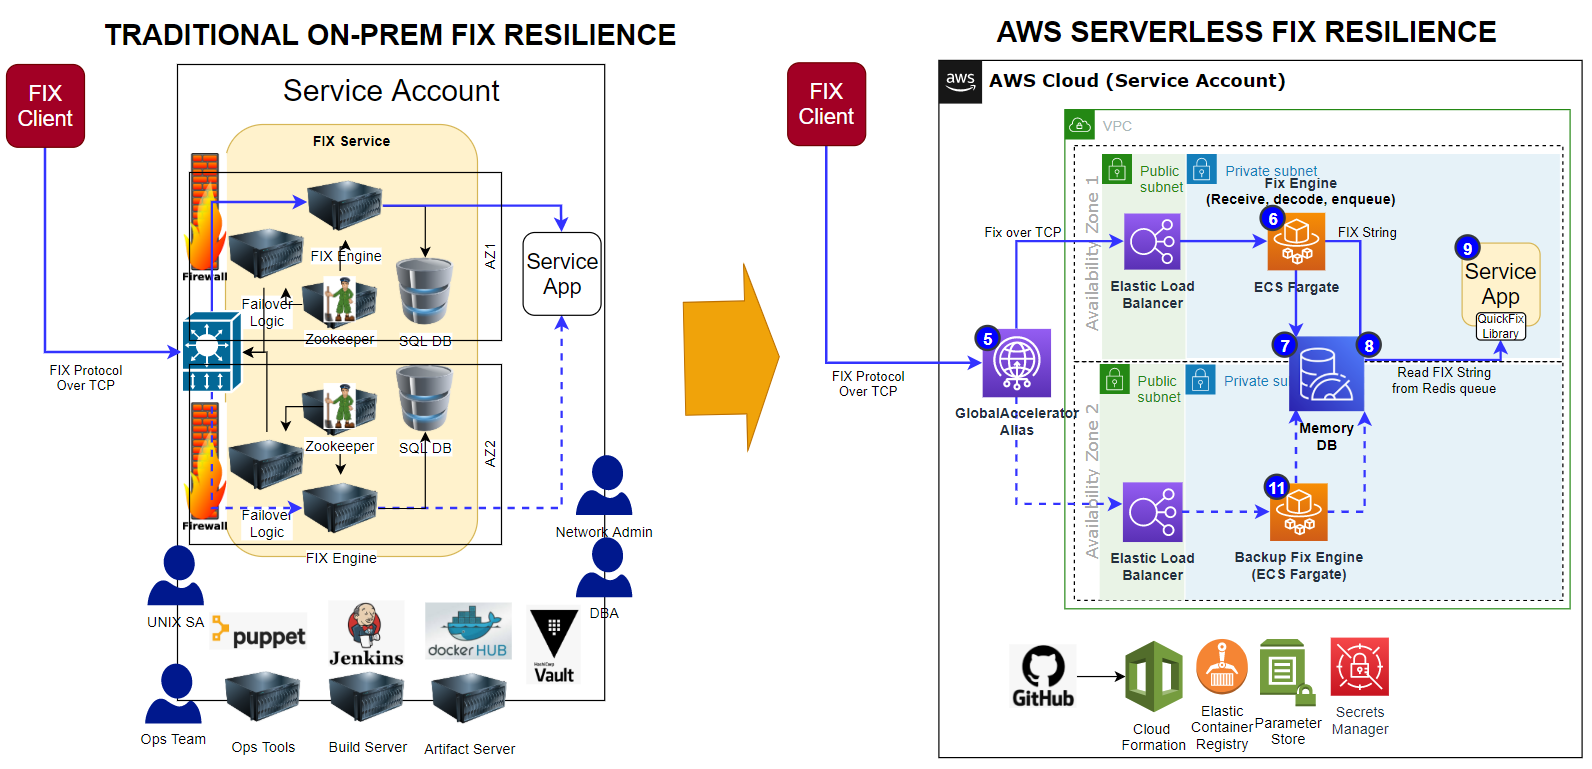 TRADITIONAL ON-PREM FIX RESILIENCE
FIX
Client
Service Account
FIX Service
Firewall
FIX Engine
AZ1
Service
App
Failover
Logic
Zookeeper
SQL DB
FIX Protocol
Over TCP
Zookeeper
SQL DB
AZ2
Firewall
Failover
Logic
FIX Engine
Network Admin
DBA
UNIX SA
puppet
Jenkins
docker HUB
HashiCorp
Vault
Ops Team
Ops Tools
Build Server
Artifact Server
AWS SERVERLESS FIX RESILIENCE
FIX
Client
aws
AWS Cloud (Service Account)
VPC
Availability Zone 1
Public
subnet
Private subnet
Fix Engine
(Receive, decode, enqueue)
Fix over TCP
6
FIX String
9
Service
App
QuickFix
Library
Elastic Load
Balancer
ECS Fargate
5
7
8
FIX Protocol
Over TCP
GlobalAccelerator
Alias
Read FIX String
from Redis queue
Availability Zone 2
Public
subnet
Private su
Memory
DB
11
Elastic Load
Balancer
Backup Fix Engine
(ECS Fargate)
GitHub
Cloud
Formation
Elastic
Container
Registry
Parameter
Store
Secrets
Manager